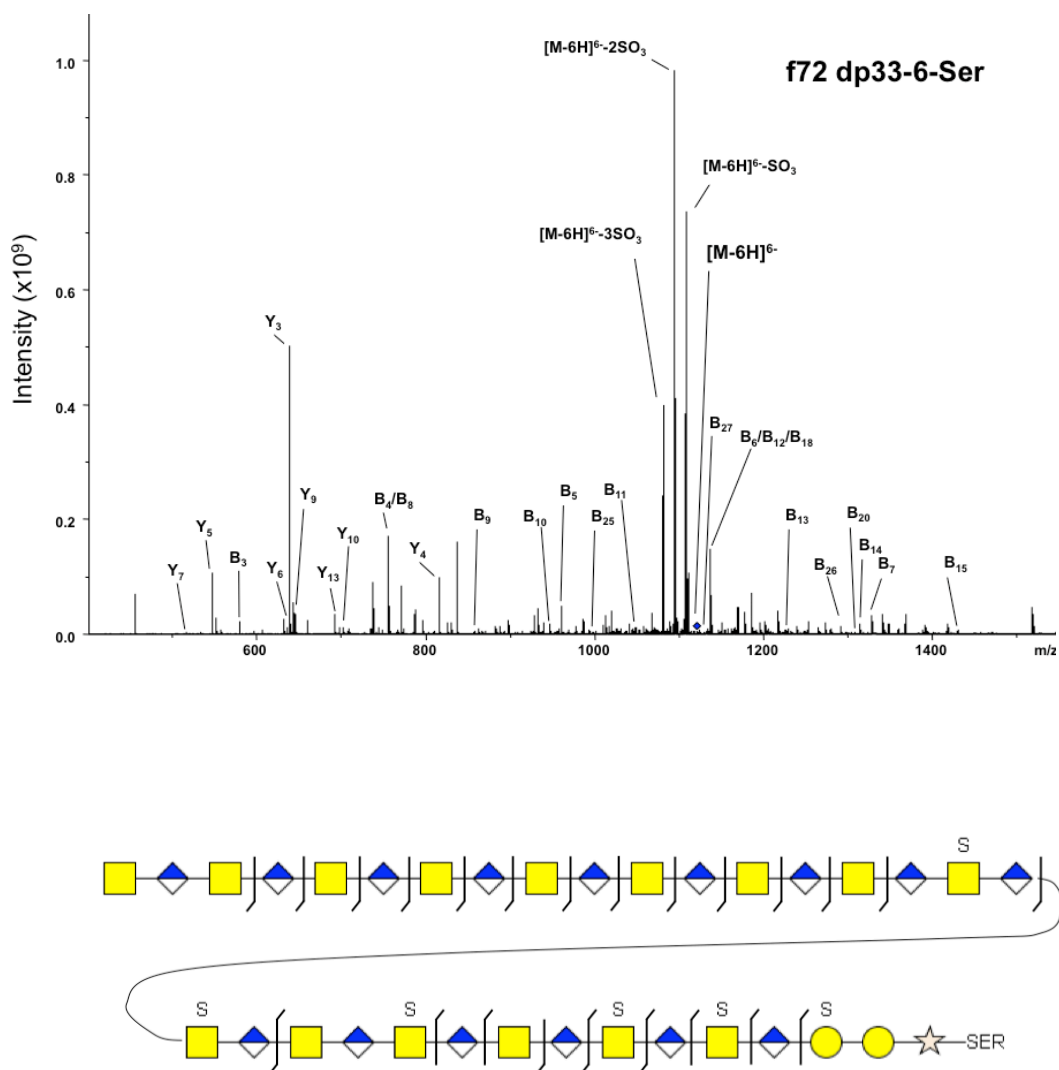 [M-6H]⁶⁻-2SO₃
f72 dp33-6-Ser
1.0
0.8
[M-6H]⁶⁻-SO₃
[M-6H]⁶⁻-3SO₃
[M-6H]⁶⁻
Intensity (x10⁹)
0.6
Y₃
0.4
B₂₇
B₆/B₁₂/B₁₈
Y₉
B₄/B₈
B₅
B₁₁
B₉
B₁₀
B₂₅
B₁₃
B₂₀
0.2
Y₅
B₃
Y₁₀
Y₄
B₁₄
Y₇
Y₆
Y₁₃
B₂₆
B₇
B₁₅
0.0
600 800 1000 1200 1400 m/z
S
S S S S S
SER